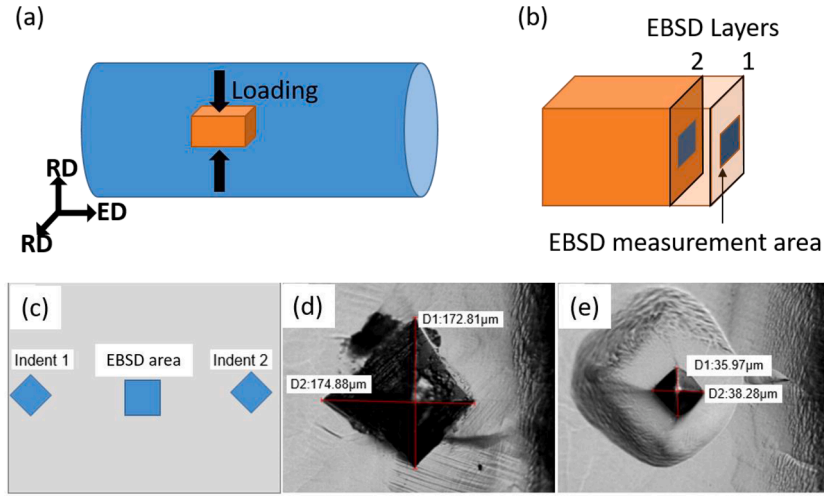 (a)
Loading
RD
ED
RD
(b)
EBSD Layers
2 1
EBSD measurement area
(c)
Indent 1
EBSD area
Indent 2
(d)
D1:172.81µm
D2:174.88µm
(e)
D1:35.97µm
D2:38.28µm